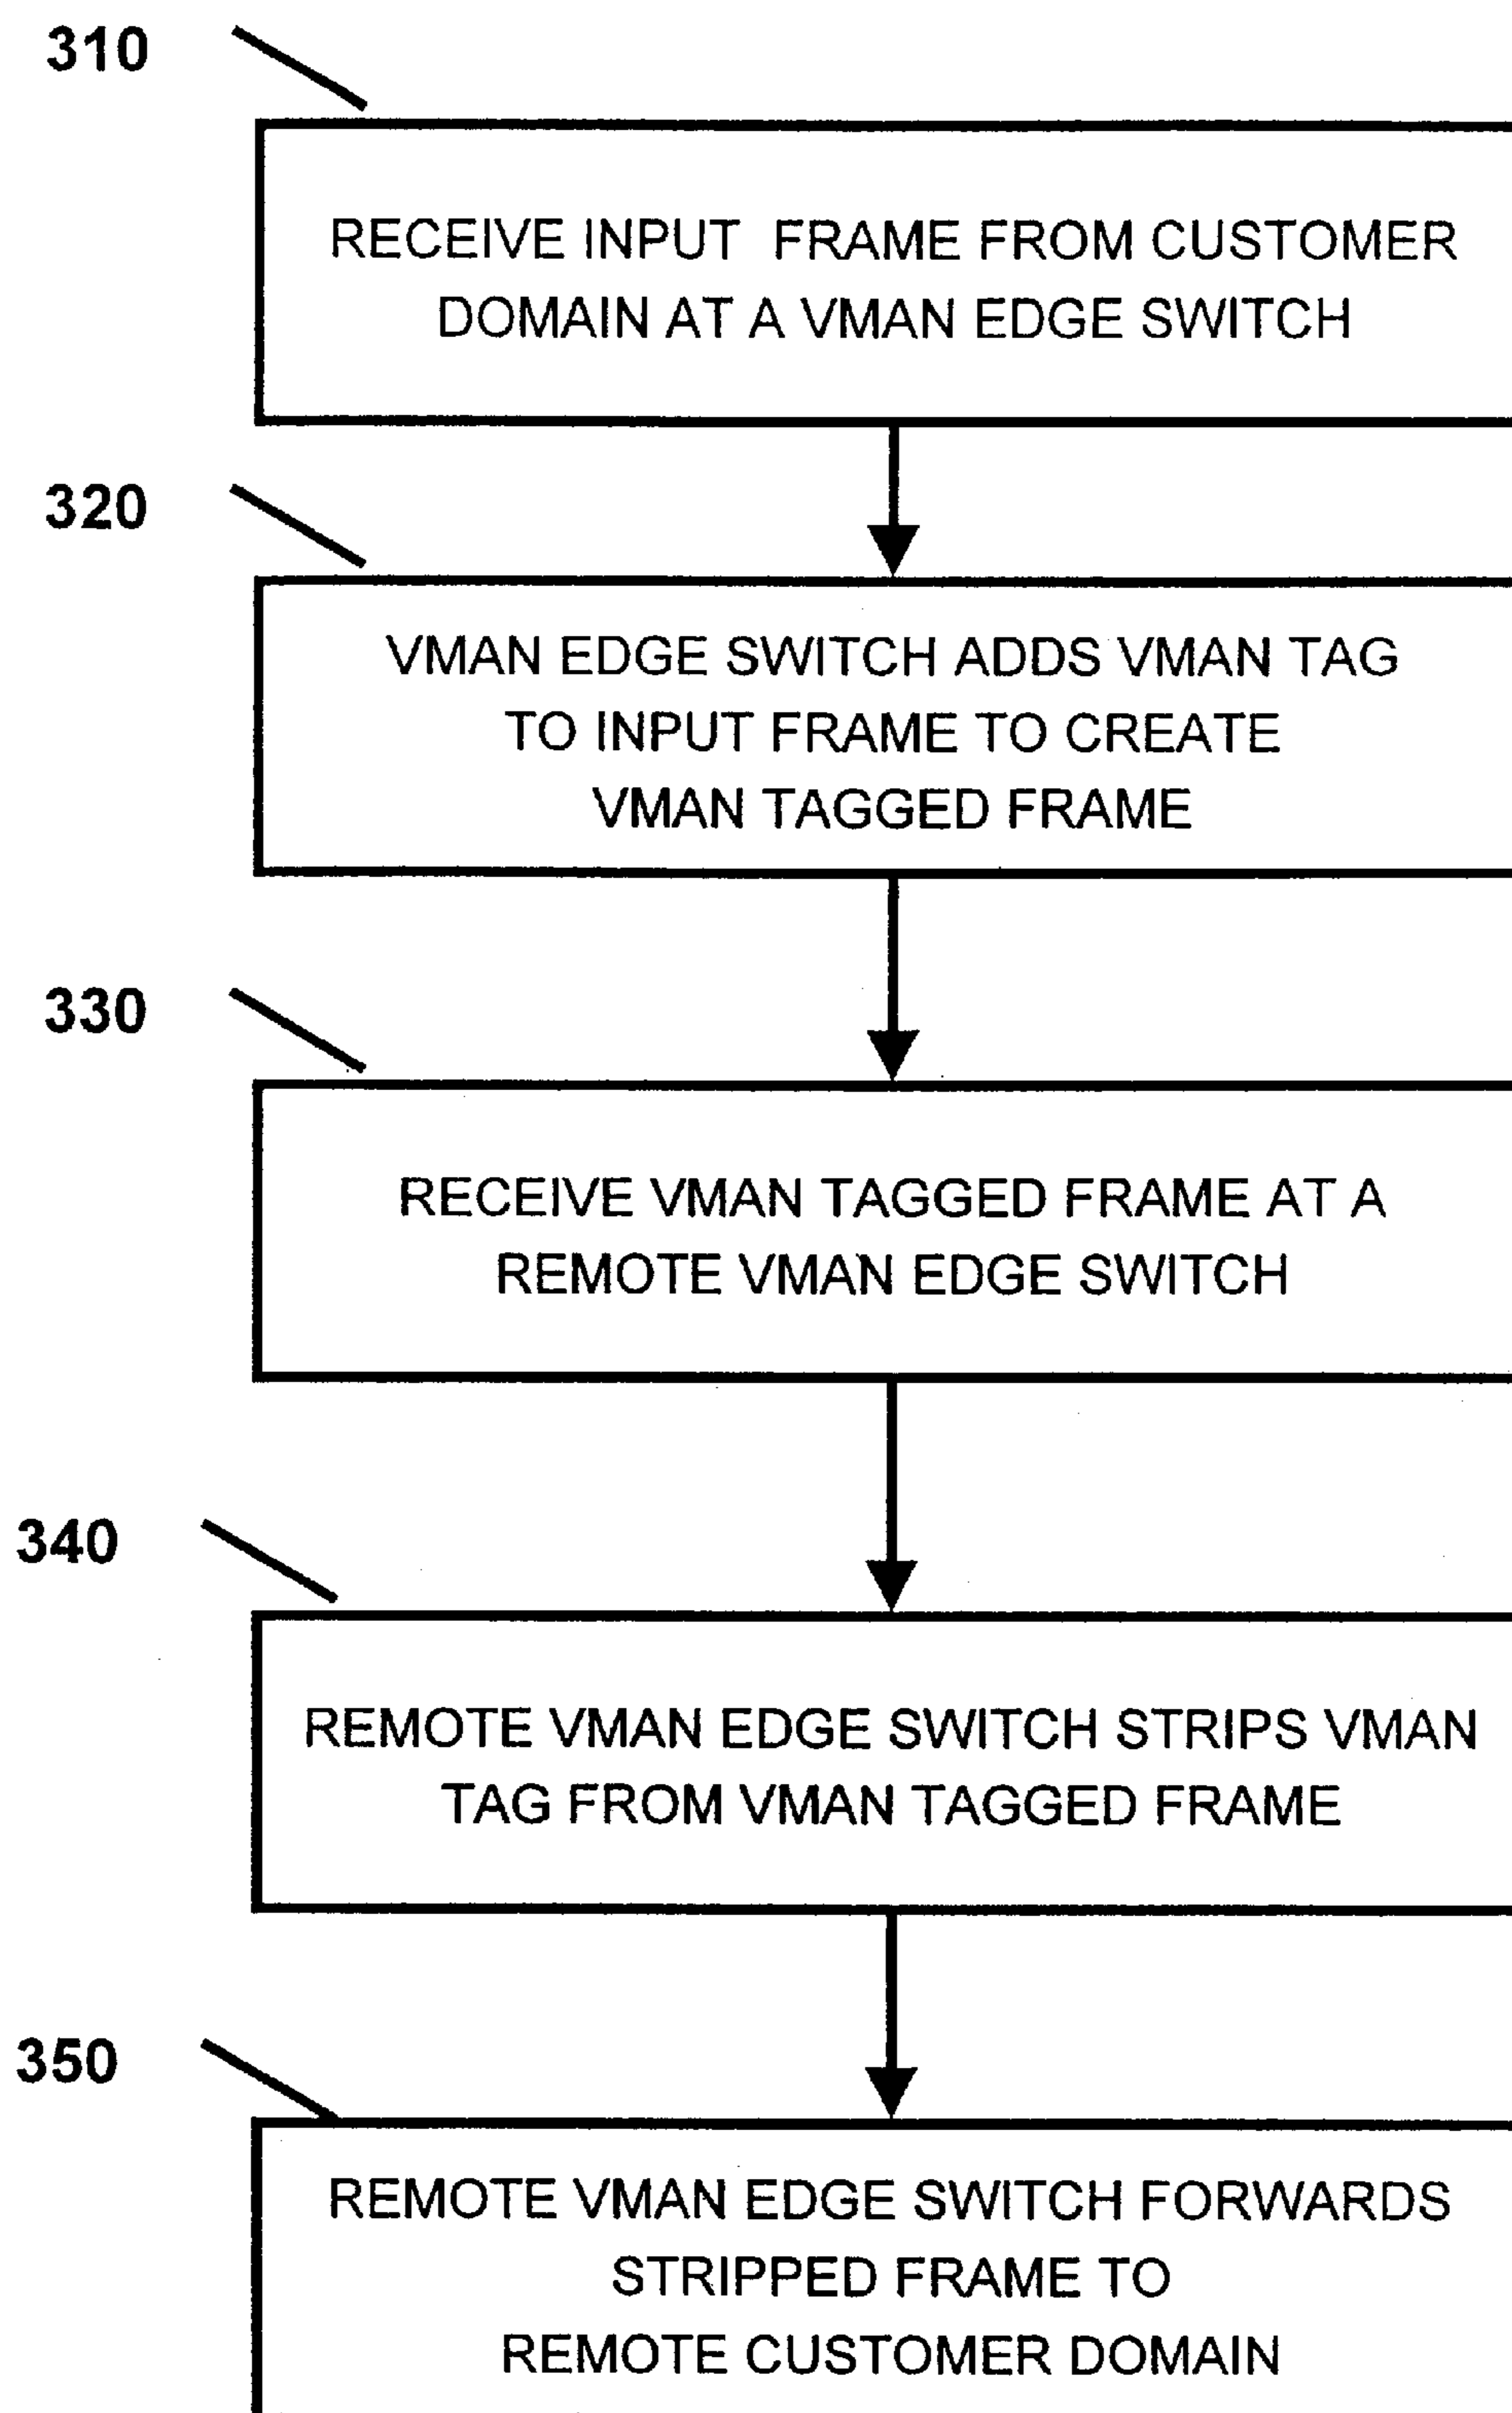 310
RECEIVE INPUT FRAME FROM CUSTOMER
DOMAIN AT A VMAN EDGE SWITCH
320
VMAN EDGE SWITCH ADDS VMAN TAG
TO INPUT FRAME TO CREATE
VMAN TAGGED FRAME
330
RECEIVE VMAN TAGGED FRAME AT A
REMOTE VMAN EDGE SWITCH
340
REMOTE VMAN EDGE SWITCH STRIPS VMAN
TAG FROM VMAN TAGGED FRAME
350
REMOTE VMAN EDGE SWITCH FORWARDS
STRIPPED FRAME TO
REMOTE CUSTOMER DOMAIN